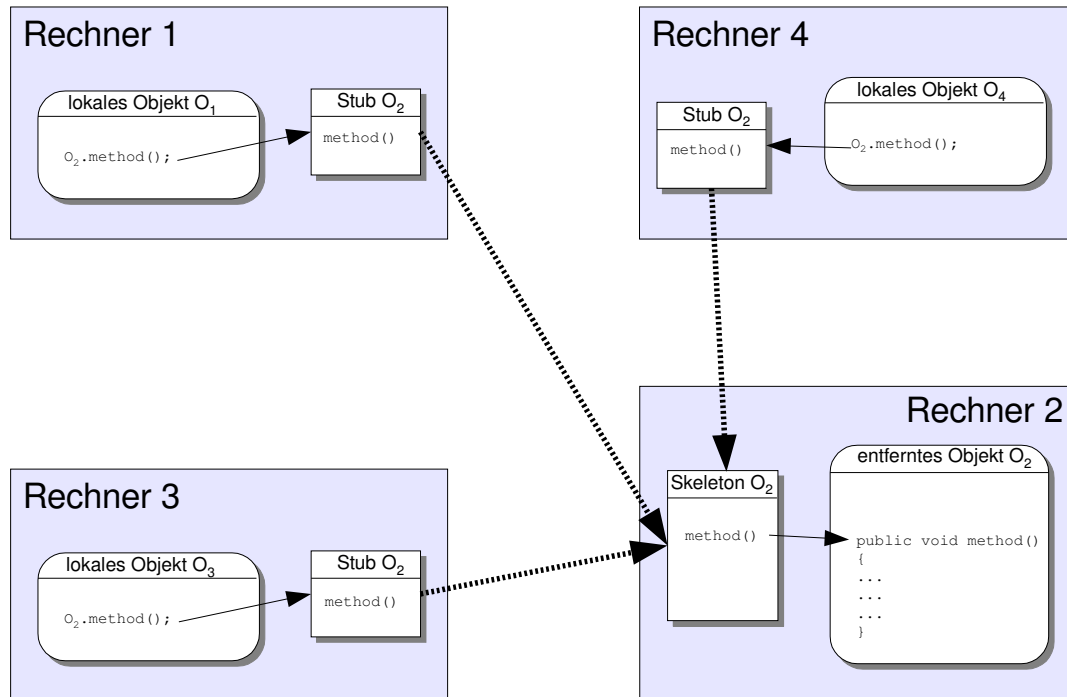 Rechner 1
lokales Objekt O₁
O₂.method();
Stub O₂
method()
Rechner 4
Stub O₂
method()
lokales Objekt O₄
O₂.method();
Rechner 3
lokales Objekt O₃
O₂.method();
Stub O₂
method()
Rechner 2
Skeleton O₂
method()
entferntes Objekt O₂
public void method()
{
...
...
...
}